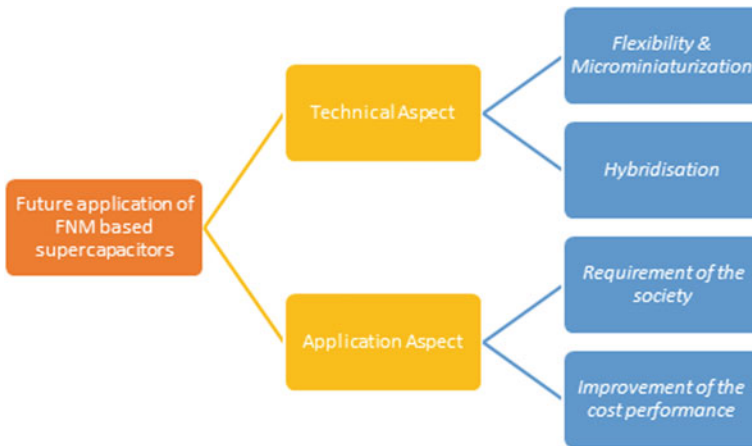 Future application of
FNM based
supercapacitors
Technical Aspect
Flexibility &
Microminiaturization
Hybridisation
Application Aspect
Requirement of the
society
Improvement of the
cost performance